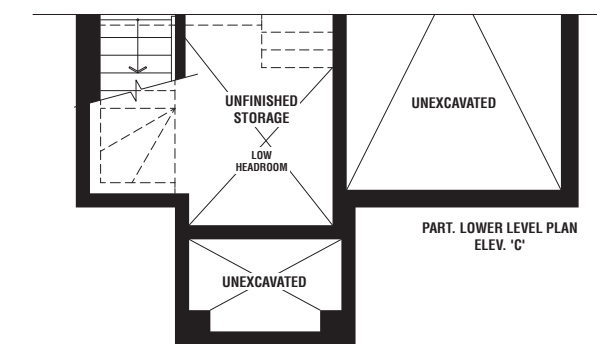 UNFINISHED
STORAGE
LOW
HEADROOM
UNEXCAVATED
PART. LOWER LEVEL PLAN
ELEV. 'C'
UNEXCAVATED